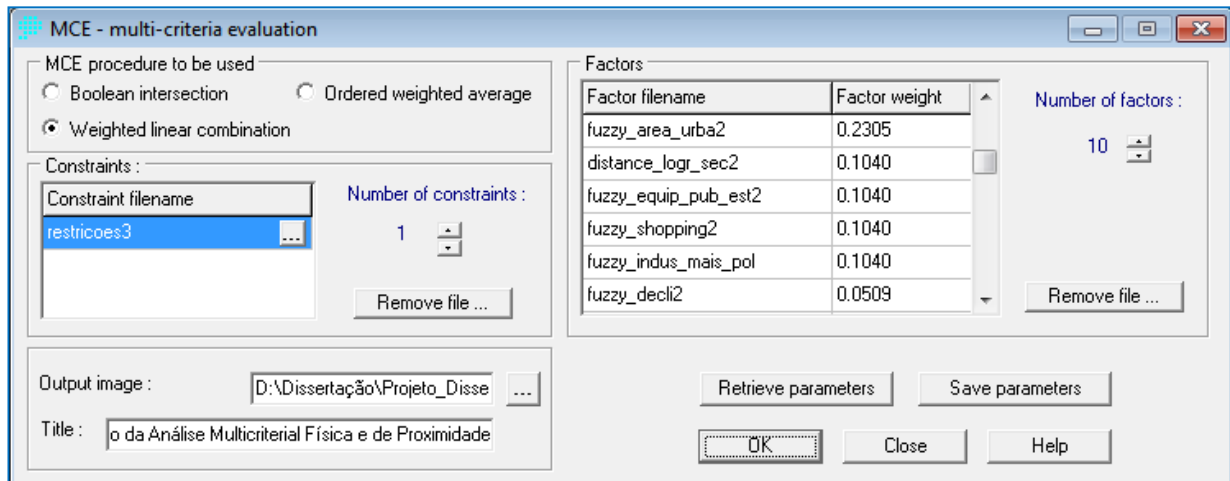 MCE - multi-criteria evaluation
MCE procedure to be used
Boolean intersection
Ordered weighted average
Weighted linear combination
Constraints :
Constraint filename
restricoes3
...
Number of constraints :
1
Remove file ...
Output image :
D:\Dissertação\Projeto_Disse
...
Title :
o da Análise Multicriterial Física e de Proximidade
Factors
Factor filename Factor weight
fuzzy_area_urba2 0.2305
distance_logr_sec2 0.1040
fuzzy_equip_pub_est2 0.1040
fuzzy_shopping2 0.1040
fuzzy_indus_mais_pol 0.1040
fuzzy_decli2 0.0509
Number of factors :
10
Remove file ...
Retrieve parameters
Save parameters
OK
Close
Help